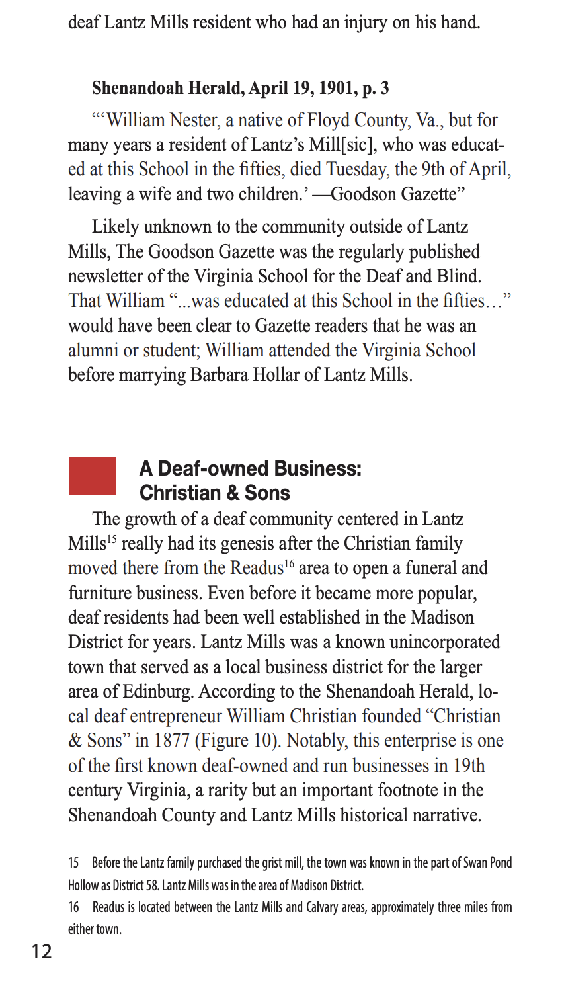 deaf Lantz Mills resident who had an injury on his hand.
Shenandoah Herald, April 19, 1901, p. 3
“‘William Nester, a native of Floyd County, Va., but for
many years a resident of Lantz’s Mill[sic], who was educat-
ed at this School in the fifties, died Tuesday, the 9th of April,
leaving a wife and two children.’ —Goodson Gazette”
Likely unknown to the community outside of Lantz
Mills, The Goodson Gazette was the regularly published
newsletter of the Virginia School for the Deaf and Blind.
That William “...was educated at this School in the fifties…”
would have been clear to Gazette readers that he was an
alumni or student; William attended the Virginia School
before marrying Barbara Hollar of Lantz Mills.
A Deaf-owned Business:
Christian & Sons
The growth of a deaf community centered in Lantz
Mills15 really had its genesis after the Christian family
moved there from the Readus16 area to open a funeral and
furniture business. Even before it became more popular,
deaf residents had been well established in the Madison
District for years. Lantz Mills was a known unincorporated
town that served as a local business district for the larger
area of Edinburg. According to the Shenandoah Herald, lo-
cal deaf entrepreneur William Christian founded “Christian
& Sons” in 1877 (Figure 10). Notably, this enterprise is one
of the first known deaf-owned and run businesses in 19th
century Virginia, a rarity but an important footnote in the
Shenandoah County and Lantz Mills historical narrative.
15 Before the Lantz family purchased the grist mill, the town was known in the part of Swan Pond
Hollow as District 58. Lantz Mills was in the area of Madison District.
16 Readus is located between the Lantz Mills and Calvary areas, approximately three miles from
either town.
12